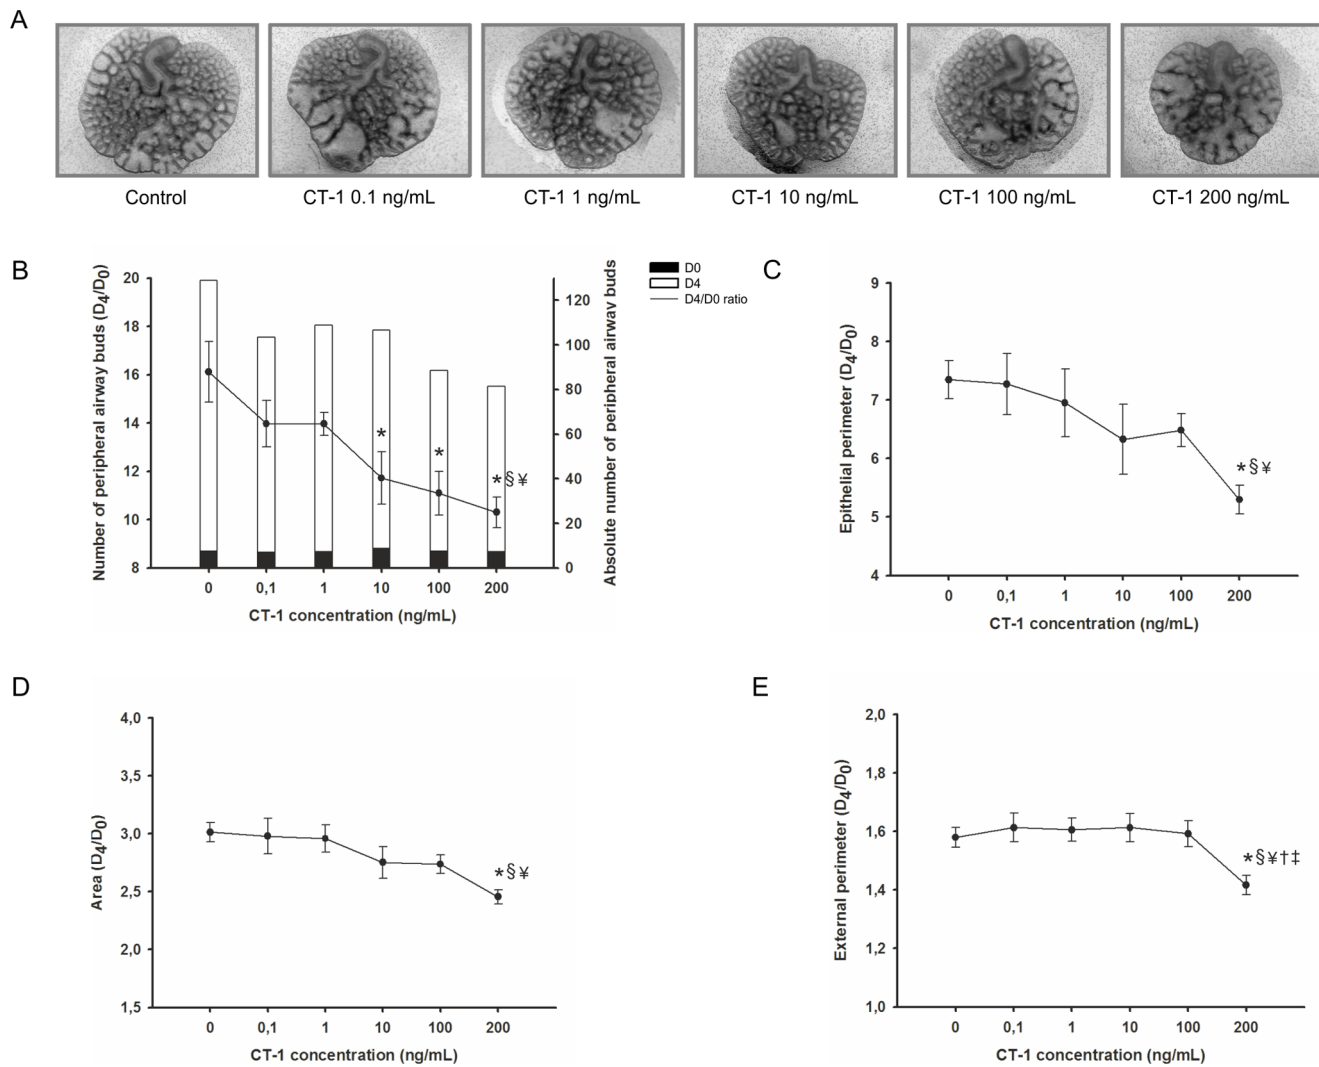 A
Control
CT-1 0.1 ng/mL
CT-1 1 ng/mL
CT-1 10 ng/mL
CT-1 100 ng/mL
CT-1 200 ng/mL
B
Number of peripheral airway buds (D4/D0)
20
18
16
14
12
10
8
* * *§¥
0 0,1 1 10 100 200
CT-1 concentration (ng/mL)
120
100
80
60
40
20
0
Absolute number of peripheral airway buds
D0
D4
D4/D0 ratio
C
Epithelial perimeter (D4/D0)
9
8
7
6
5
4
*§¥
0 0,1 1 10 100 200
CT-1 concentration (ng/mL)
D
Area (D4/D0)
4,0
3,5
3,0
2,5
2,0
1,5
*§¥
0 0,1 1 10 100 200
CT-1 concentration (ng/mL)
E
External perimeter (D4/D0)
2,0
1,8
1,6
1,4
1,2
1,0
*§¥†‡
0 0,1 1 10 100 200
CT-1 concentration (ng/mL)